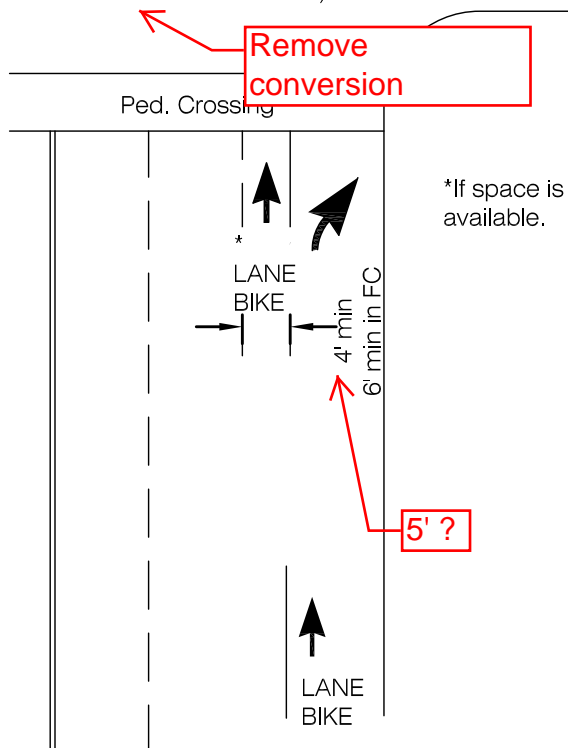 Remove
conversion
Ped. Crossing
*If space is
available.
*
LANE
BIKE
4' min
6' min in FC
5' ?
LANE
BIKE